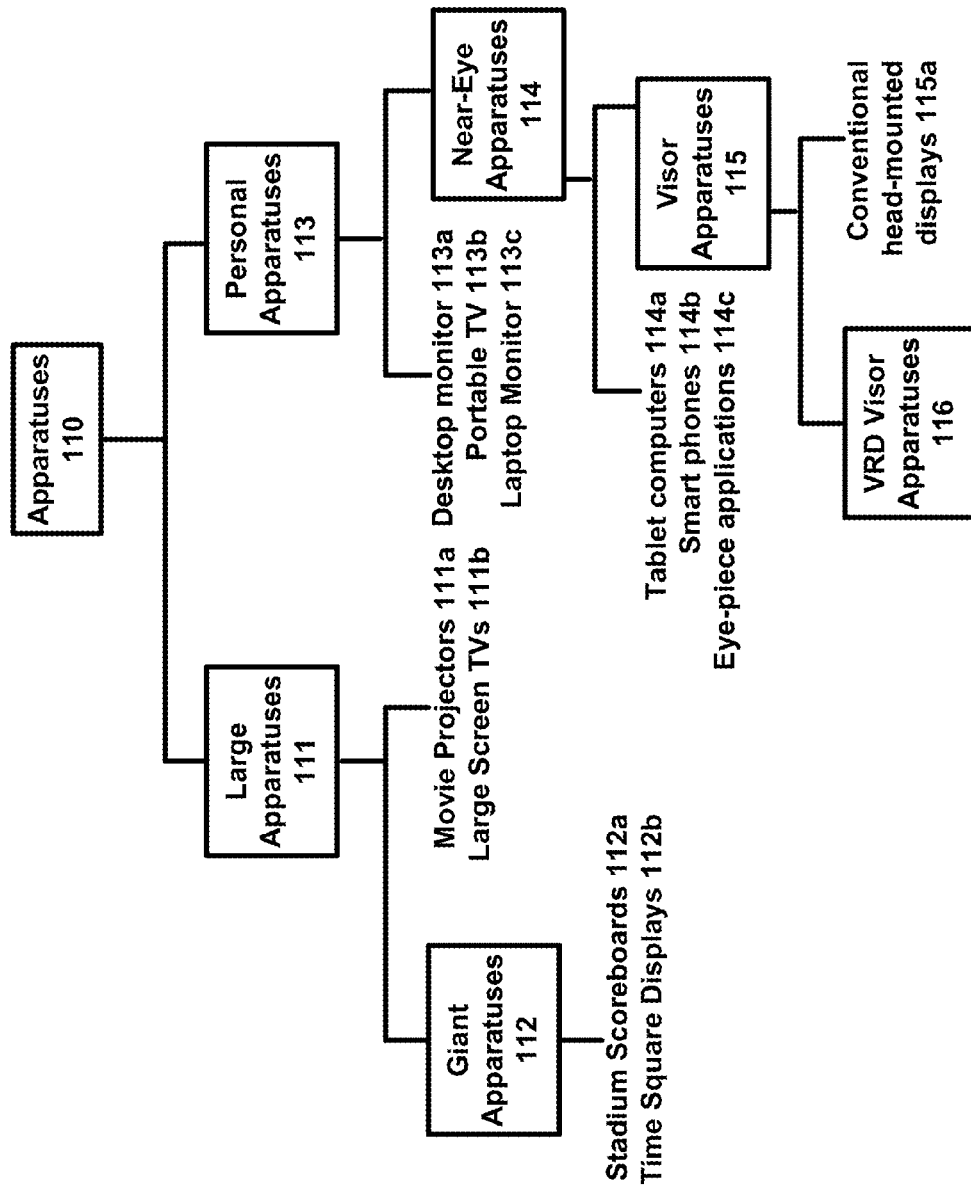 Apparatuses
110
Large
Apparatuses
111
Personal
Apparatuses
113
Giant
Apparatuses
112
Movie Projectors 111a
Large Screen TVs 111b
Desktop monitor 113a
Portable TV 113b
Laptop Monitor 113c
Near-Eye
Apparatuses
114
Stadium Scoreboards 112a
Time Square Displays 112b
Tablet computers 114a
Smart phones 114b
Eye-piece applications 114c
Visor
Apparatuses
115
VRD Visor
Apparatuses
116
Conventional
head-mounted
displays 115a